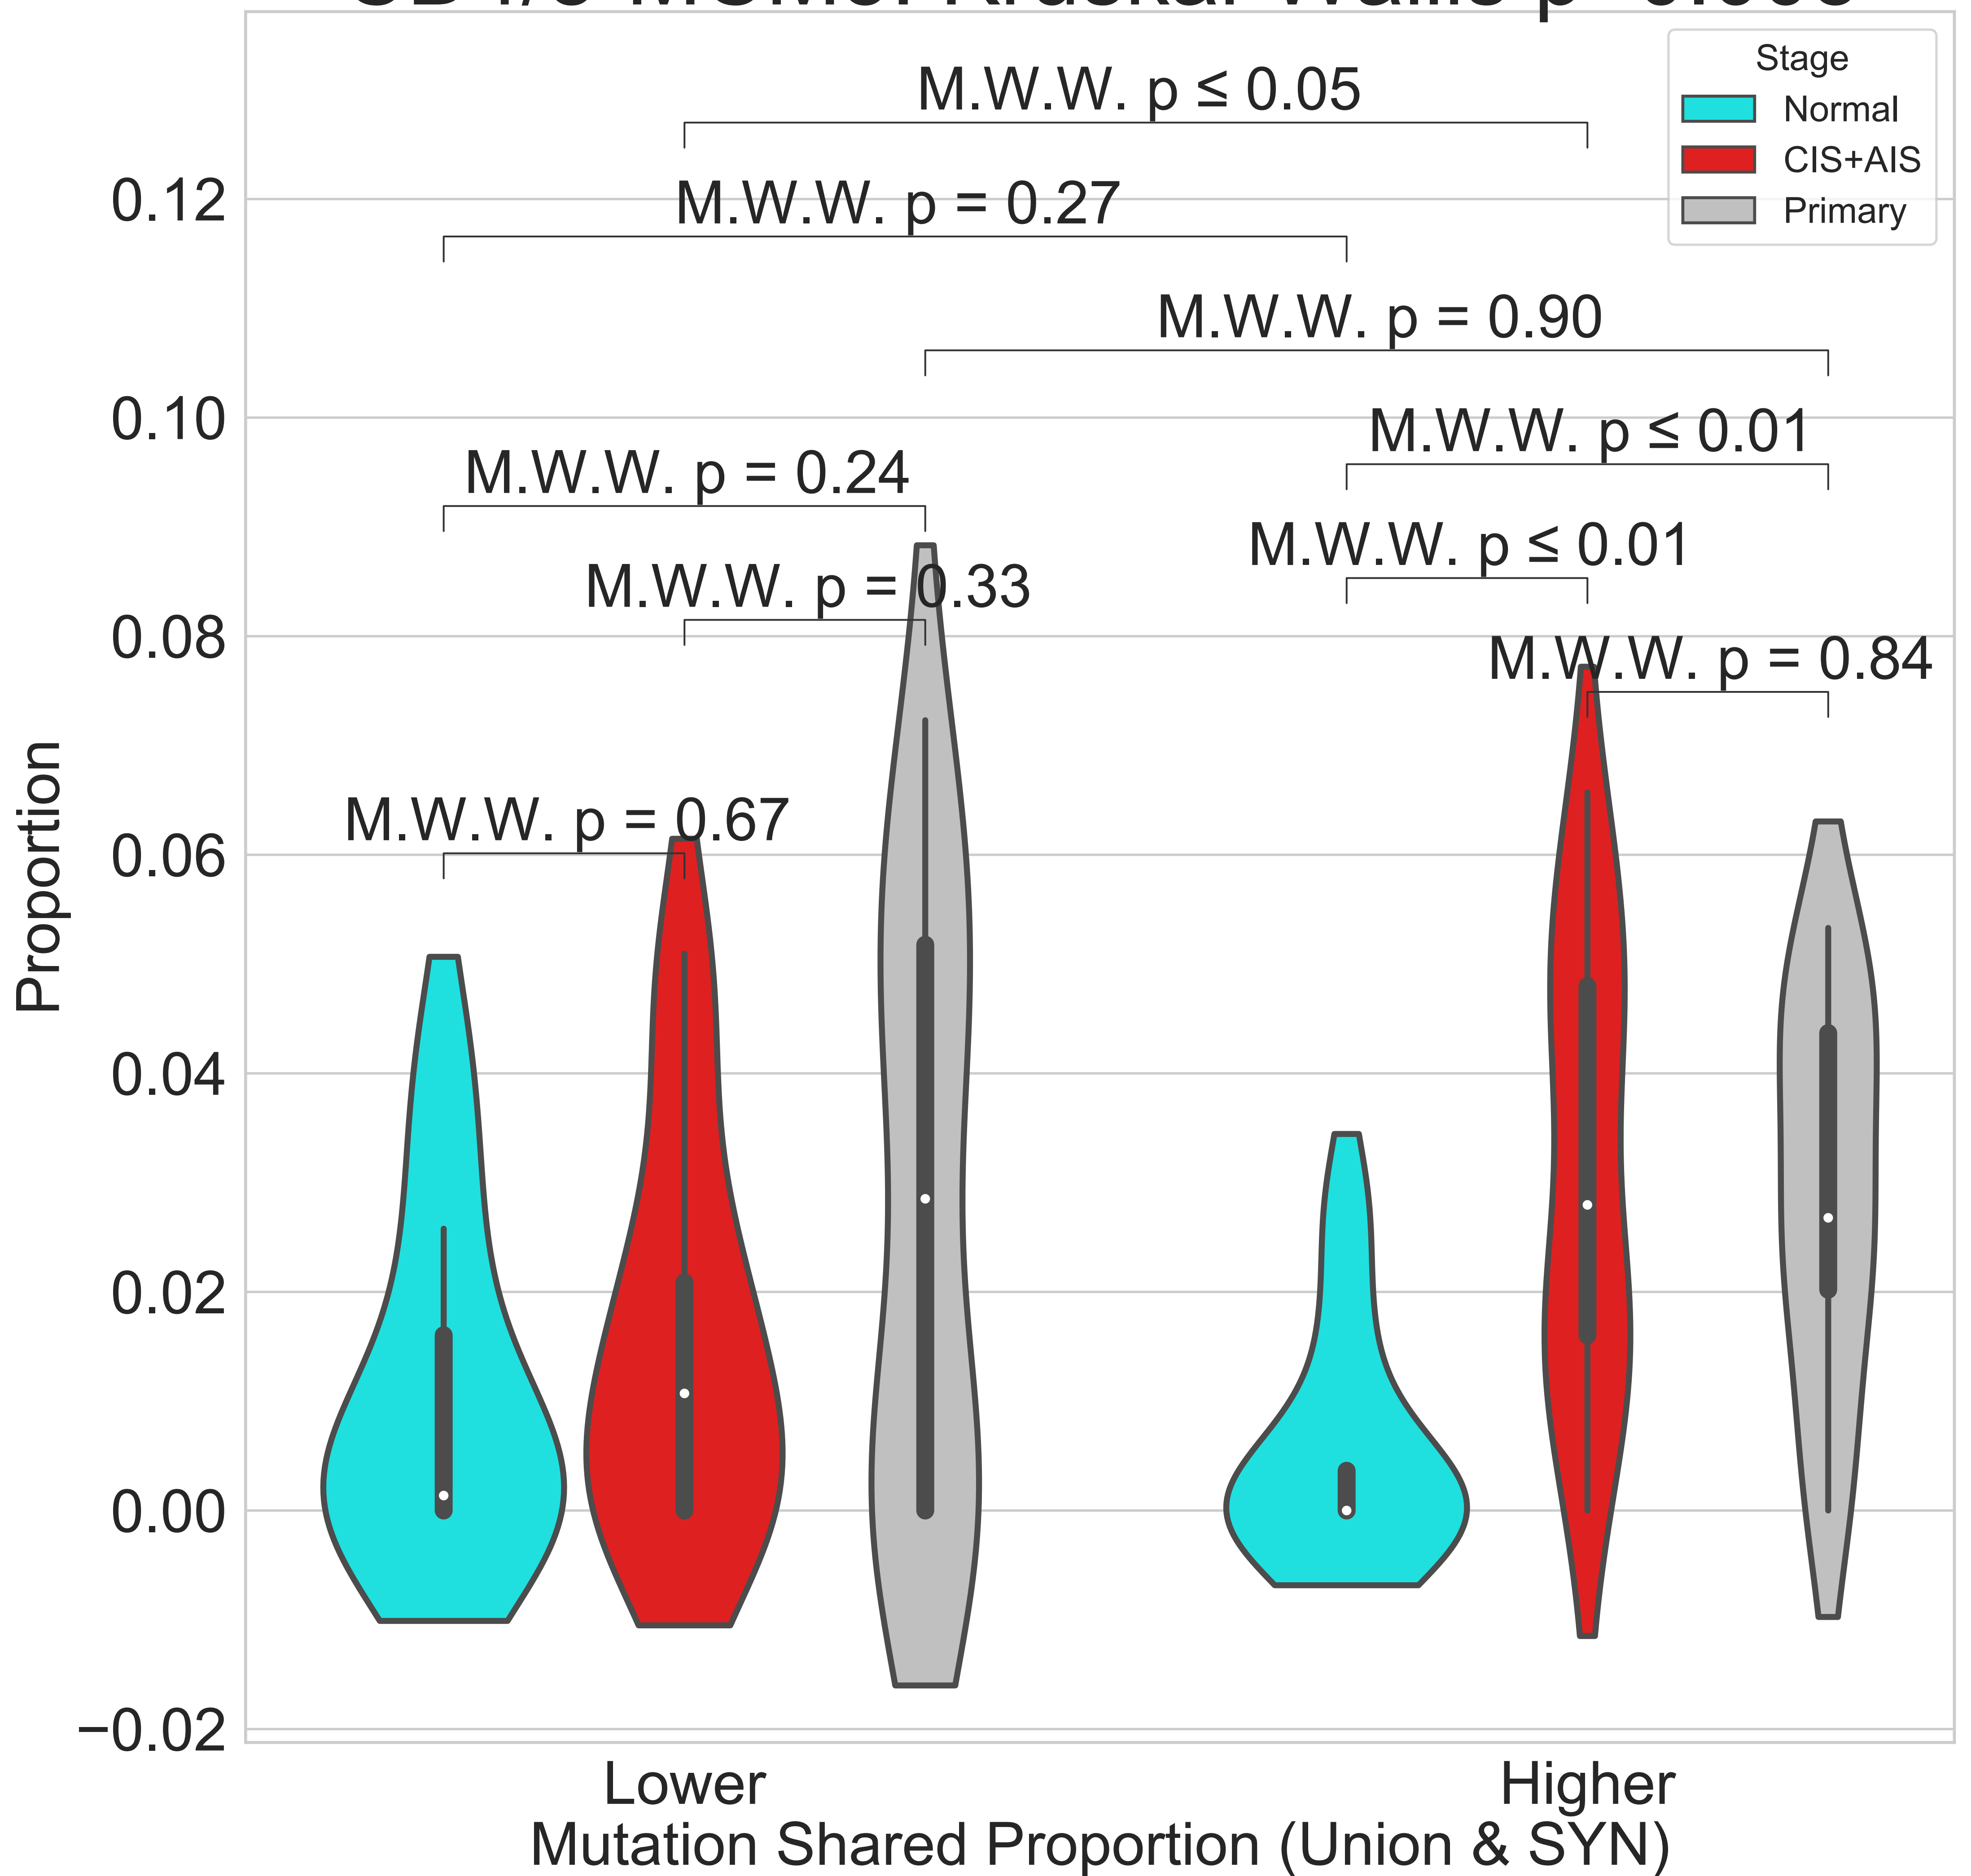 Stage
Normal
CIS+AIS
Primary
M.W.W. p ≤ 0.05
M.W.W. p = 0.27
M.W.W. p = 0.90
M.W.W. p ≤ 0.01
M.W.W. p = 0.24
M.W.W. p ≤ 0.01
M.W.W. p = 0.33
M.W.W. p = 0.84
M.W.W. p = 0.67
0.12
0.10
0.08
0.06
0.04
0.02
0.00
−0.02
Proportion
Lower
Higher
Mutation Shared Proportion (Union & SYN)